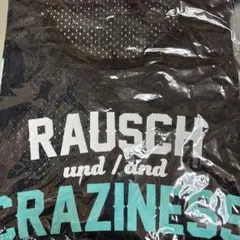 RAUSCH
und / and
CRAZINESS